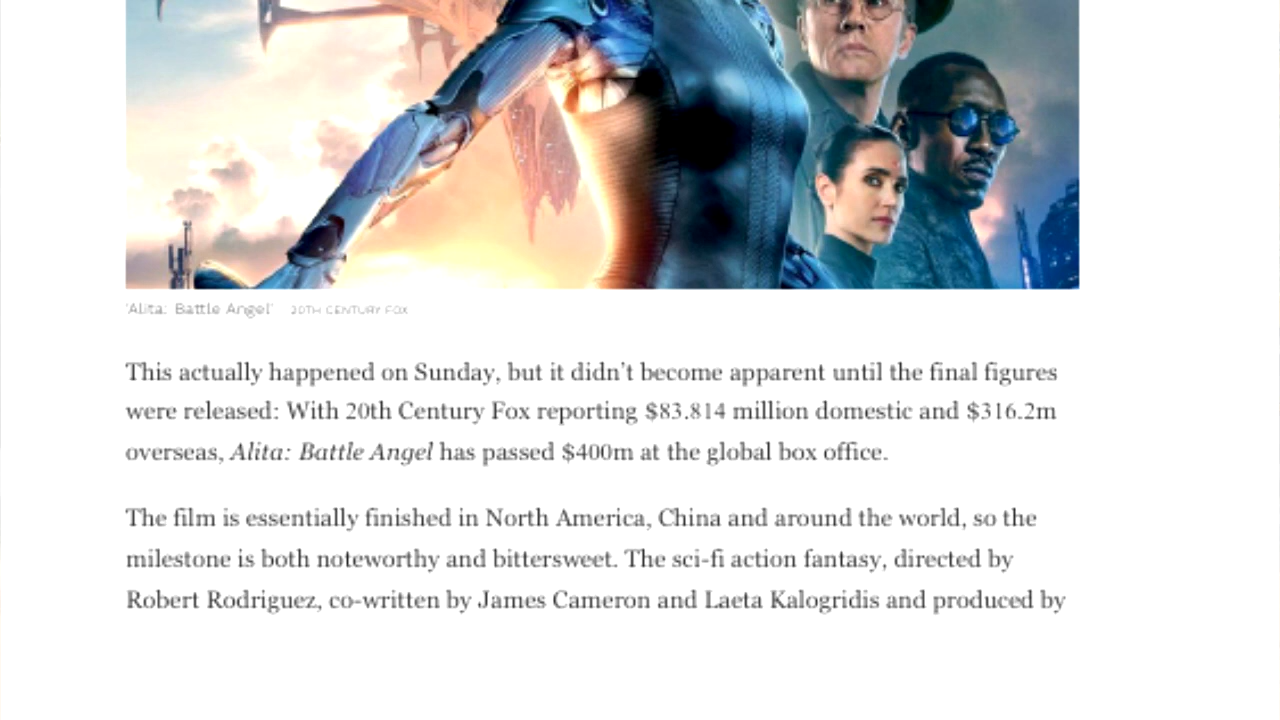 'Alita: Battle Angel' 20TH CENTURY FOX
This actually happened on Sunday, but it didn't become apparent until the final figures
were released: With 20th Century Fox reporting $83.814 million domestic and $316.2m
overseas, Alita: Battle Angel has passed $400m at the global box office.
The film is essentially finished in North America, China and around the world, so the
milestone is both noteworthy and bittersweet. The sci-fi action fantasy, directed by
Robert Rodriguez, co-written by James Cameron and Laeta Kalogridis and produced by